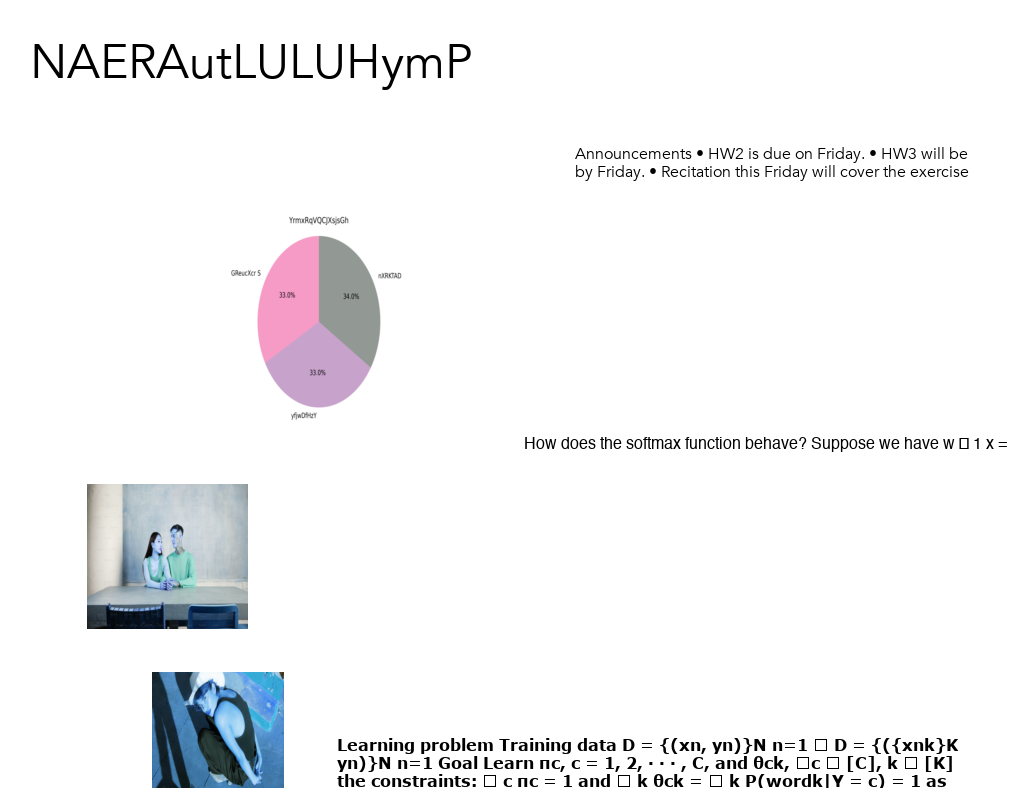 NAERAutLULUHymP
Announcements • HW2 is due on Friday. • HW3 will be
by Friday. • Recitation this Friday will cover the exercise
YrmxRqVQCJXsjsGh
GReucXcr S
nXRKTAD
33.0%
34.0%
33.0%
yfjwDfHzY
How does the softmax function behave? Suppose we have w □ 1 x =
Learning problem Training data D = {(xn, yn)}N n=1 □ D = {({xnk}K
yn)}N n=1 Goal Learn πc, c = 1, 2, · · · , C, and θck, □c □ [C], k □ [K]
the constraints: □ c πc = 1 and □ k θck = □ k P(wordk|Y = c) = 1 as